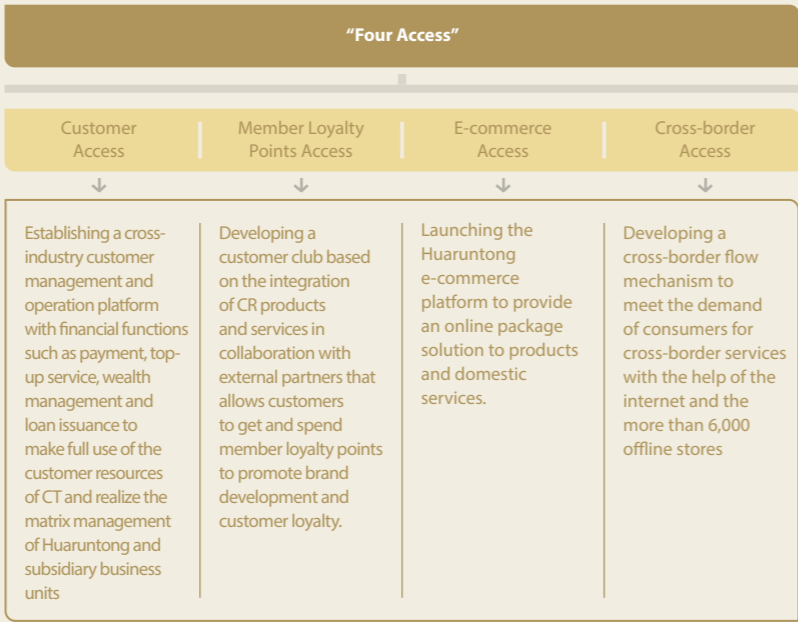 “Four Access”
Customer
Access
Member Loyalty
Points Access
E-commerce
Access
Cross-border
Access
Establishing a cross-
industry customer
management and
operation platform
with financial functions
such as payment, top-
up service, wealth
management and
loan issuance to
make full use of the
customer resources
of CT and realize the
matrix management
of Huaruntong and
subsidiary business
units
Developing a
customer club based
on the integration
of CR products
and services in
collaboration with
external partners that
allows customers
to get and spend
member loyalty points
to promote brand
development and
customer loyalty.
Launching the
Huaruntong
e-commerce
platform to provide
an online package
solution to products
and domestic
services.
Developing a
cross-border flow
mechanism to
meet the demand
of consumers for
cross-border services
with the help of the
internet and the
more than 6,000
offline stores